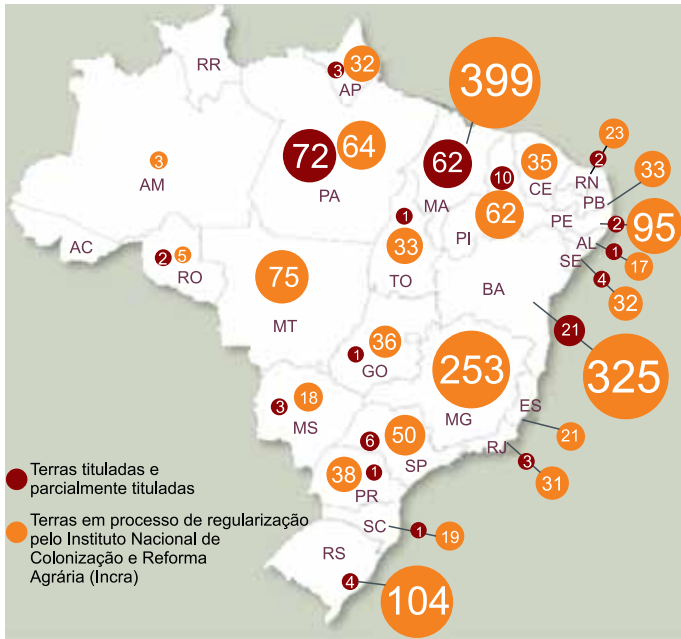 RR
3 32
AP
399
72 64
PA
62
MA
10
62
PI
35
CE
23
2
RN
33
PB
PE
2 95
AL
1 17
SE
4 32
3
AM
AC
2 5
RO
1
33
TO
75
MT
BA
21
325
36
1
GO
253
MG
ES
21
3 18
MS
6 50
SP
RJ
3
31
38 1
PR
SC
1 19
RS
4
104
Terras tituladas e
parcialmente tituladas
Terras em processo de regularização
pelo Instituto Nacional de
Colonização e Reforma
Agrária (Incra)